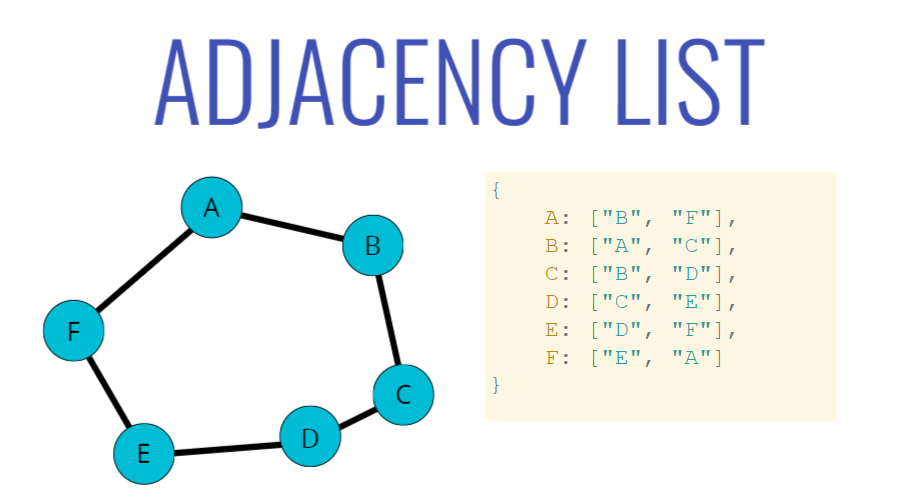 ADJACENCY LIST
A
B
F
C
D
E
{
A: ["B", "F"],
B: ["A", "C"],
C: ["B", "D"],
D: ["C", "E"],
E: ["D", "F"],
F: ["E", "A"]
}